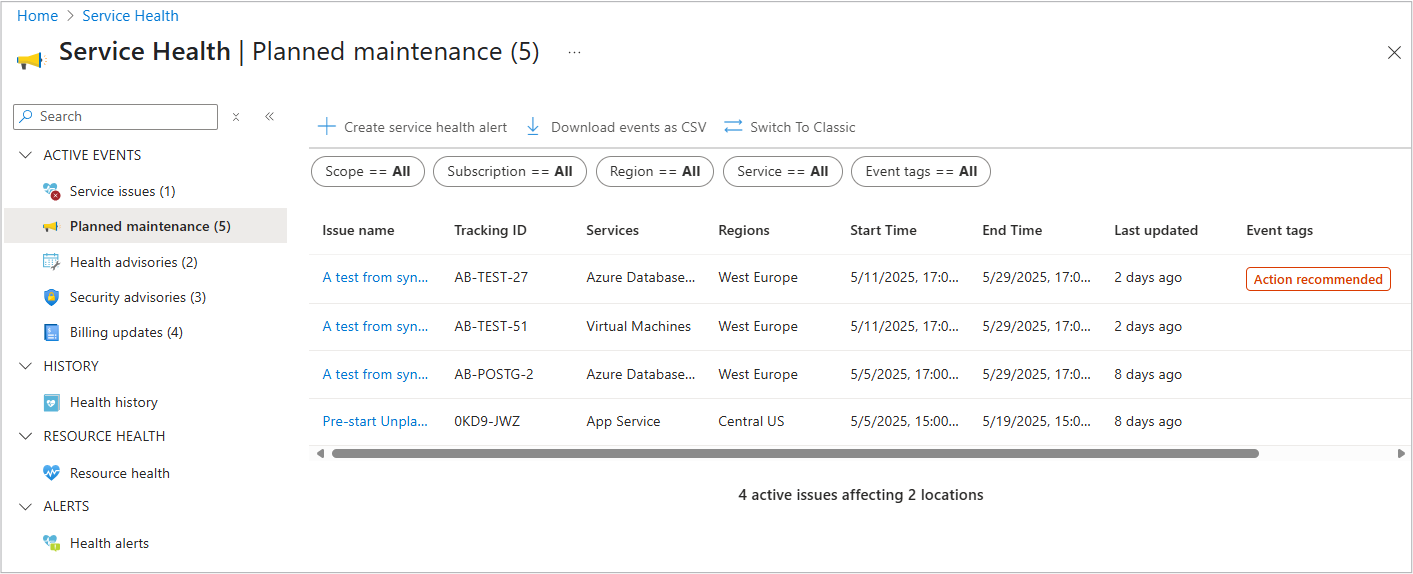 Home > Service Health
Service Health | Planned maintenance (5) ...
Search
Create service health alert Download events as CSV Switch To Classic
ACTIVE EVENTS
Service issues (1)
Planned maintenance (5)
Health advisories (2)
Security advisories (3)
Billing updates (4)
HISTORY
Health history
RESOURCE HEALTH
Resource health
ALERTS
Health alerts
Scope == All Subscription == All Region == All Service == All Event tags == All
Issue name Tracking ID Services Regions Start Time End Time Last updated Event tags
A test from syn... AB-TEST-27 Azure Database... West Europe 5/11/2025, 17:0... 5/29/2025, 17:0... 2 days ago Action recommended
A test from syn... AB-TEST-51 Virtual Machines West Europe 5/11/2025, 17:0... 5/29/2025, 17:0... 2 days ago
A test from syn... AB-POSTG-2 Azure Database... West Europe 5/5/2025, 17:00... 5/29/2025, 17:0... 8 days ago
Pre-start Unpla... 0KD9-JWZ App Service Central US 5/5/2025, 15:00... 5/19/2025, 15:0... 8 days ago
4 active issues affecting 2 locations